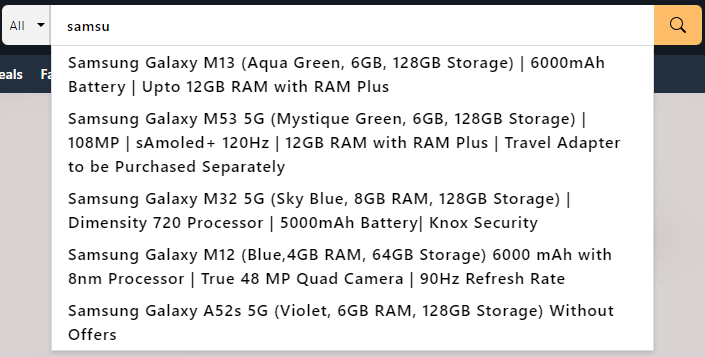 All
samsu
eals
Fa
Samsung Galaxy M13 (Aqua Green, 6GB, 128GB Storage) | 6000mAh
Battery | Upto 12GB RAM with RAM Plus
Samsung Galaxy M53 5G (Mystique Green, 6GB, 128GB Storage) |
108MP | sAmoled+ 120Hz | 12GB RAM with RAM Plus | Travel Adapter
to be Purchased Separately
Samsung Galaxy M32 5G (Sky Blue, 8GB RAM, 128GB Storage) |
Dimensity 720 Processor | 5000mAh Battery| Knox Security
Samsung Galaxy M12 (Blue,4GB RAM, 64GB Storage) 6000 mAh with
8nm Processor | True 48 MP Quad Camera | 90Hz Refresh Rate
Samsung Galaxy A52s 5G (Violet, 6GB RAM, 128GB Storage) Without
Offers